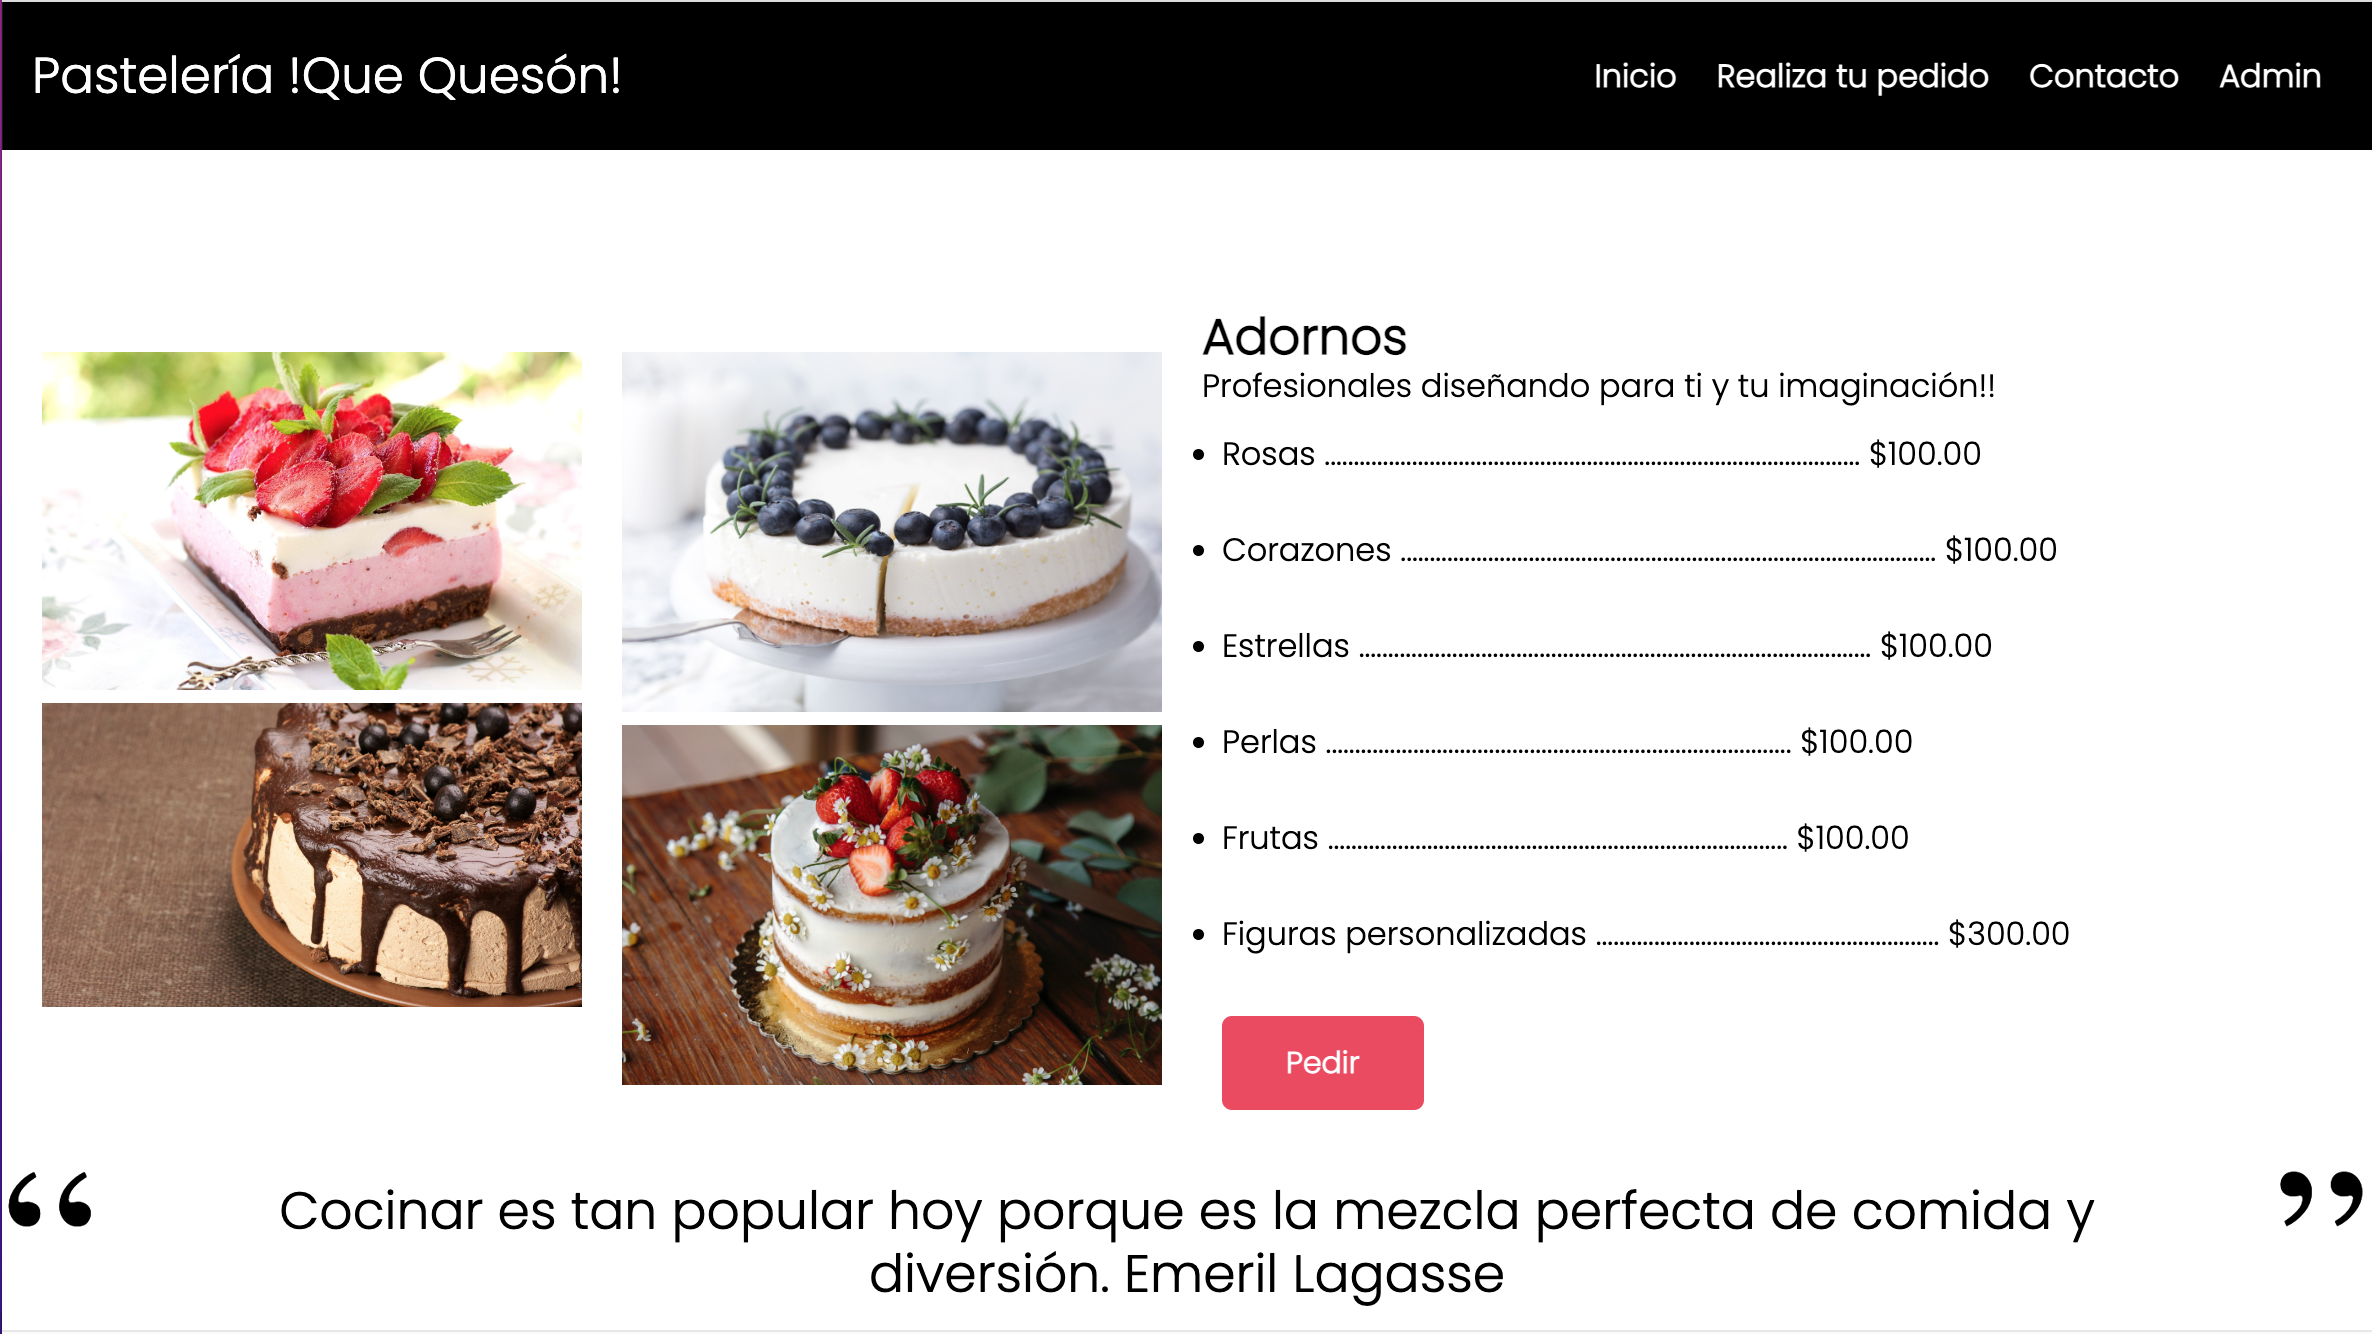 Pastelería !Que Quesón!
Inicio Realiza tu pedido Contacto Admin
Adornos
Profesionales diseñando para ti y tu imaginación!!
• Rosas ........................................................................................... $100.00
• Corazones ........................................................................................... $100.00
• Estrellas ....................................................................................... $100.00
• Perlas ............................................................................... $100.00
• Frutas .............................................................................. $100.00
• Figuras personalizadas .......................................................... $300.00
Pedir
“ Cocinar es tan popular hoy porque es la mezcla perfecta de comida y ”
diversión. Emeril Lagasse